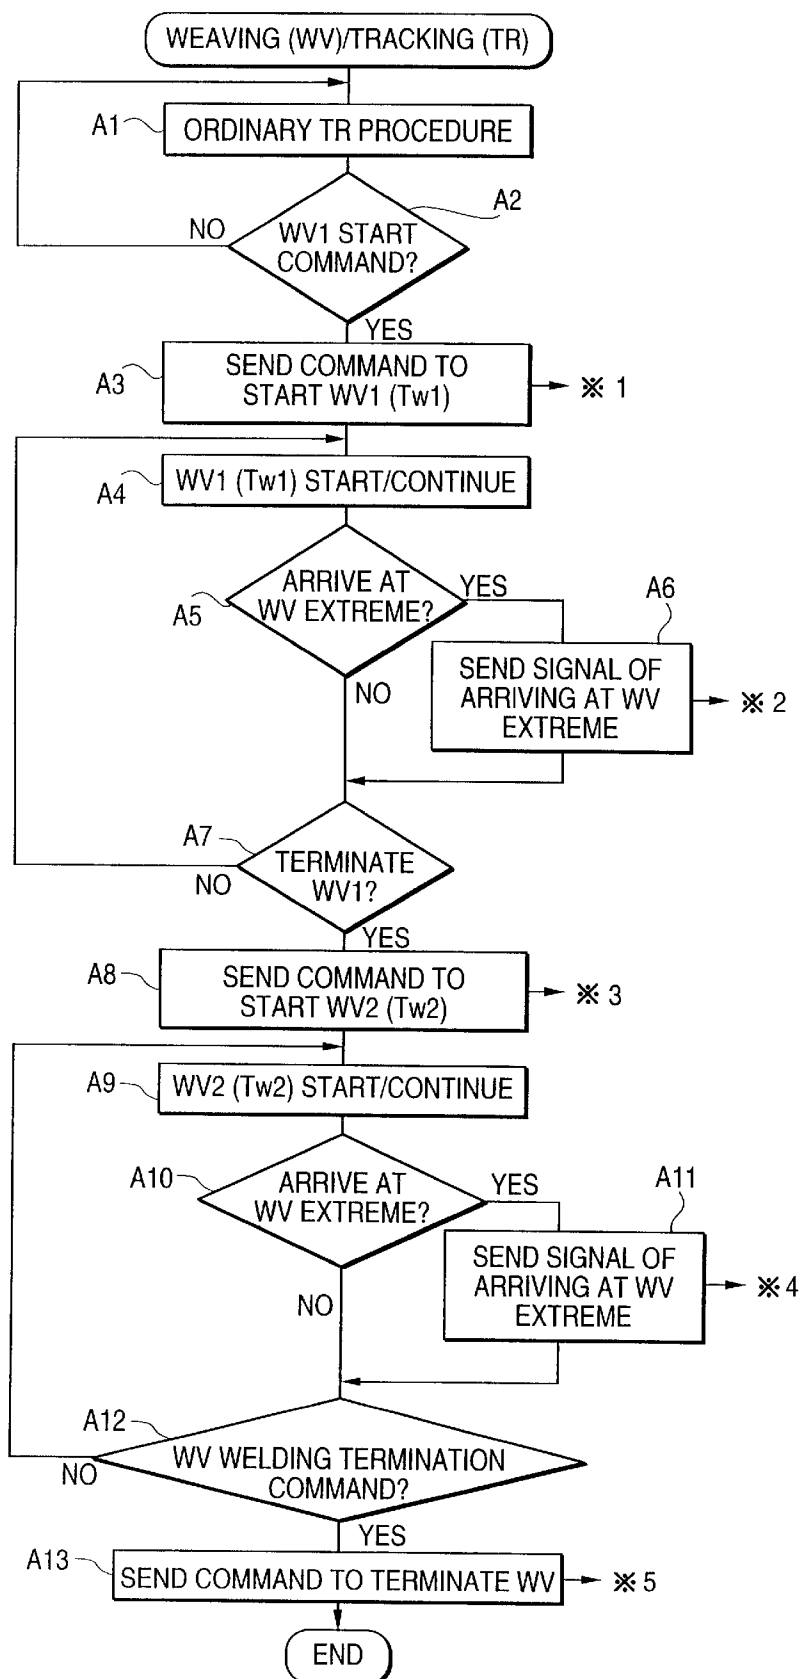 WEAVING (WV)/TRACKING (TR)
A1
ORDINARY TR PROCEDURE
A2
NO
WV1 START
COMMAND?
YES
A3
SEND COMMAND TO
START WV1 (Tw1)
※ 1
A4
WV1 (Tw1) START/CONTINUE
A5
ARRIVE AT
WV EXTREME?
YES
A6
NO
SEND SIGNAL OF
ARRIVING AT WV
EXTREME
※ 2
A7
TERMINATE
WV1?
NO
YES
A8
SEND COMMAND TO
START WV2 (Tw2)
※ 3
A9
WV2 (Tw2) START/CONTINUE
A10
ARRIVE AT
WV EXTREME?
YES
A11
NO
SEND SIGNAL OF
ARRIVING AT WV
EXTREME
※ 4
A12
WV WELDING TERMINATION
COMMAND?
NO
YES
A13
SEND COMMAND TO TERMINATE WV
※ 5
END